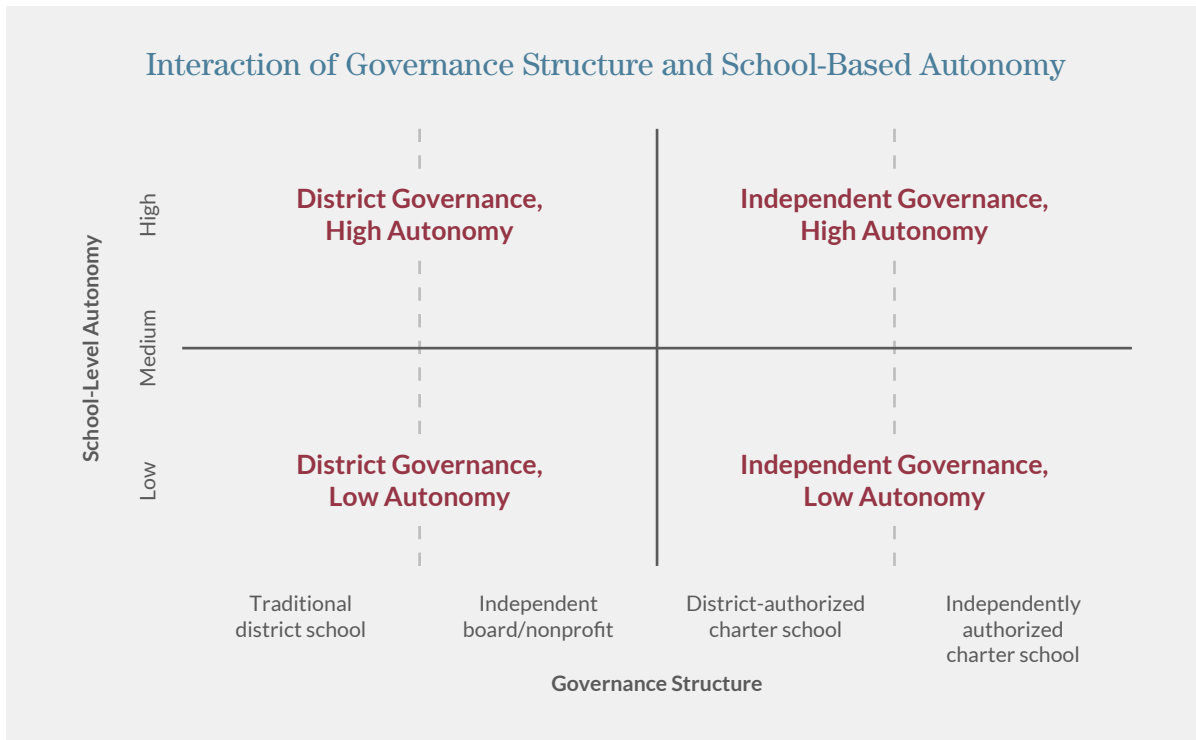 Interaction of Governance Structure and School-Based Autonomy
School-Level Autonomy
High
Medium
Low
District Governance,
High Autonomy
Independent Governance,
High Autonomy
District Governance,
Low Autonomy
Independent Governance,
Low Autonomy
Traditional
district school
Independent
board/nonprofit
District-authorized
charter school
Independently
authorized
charter school
Governance Structure